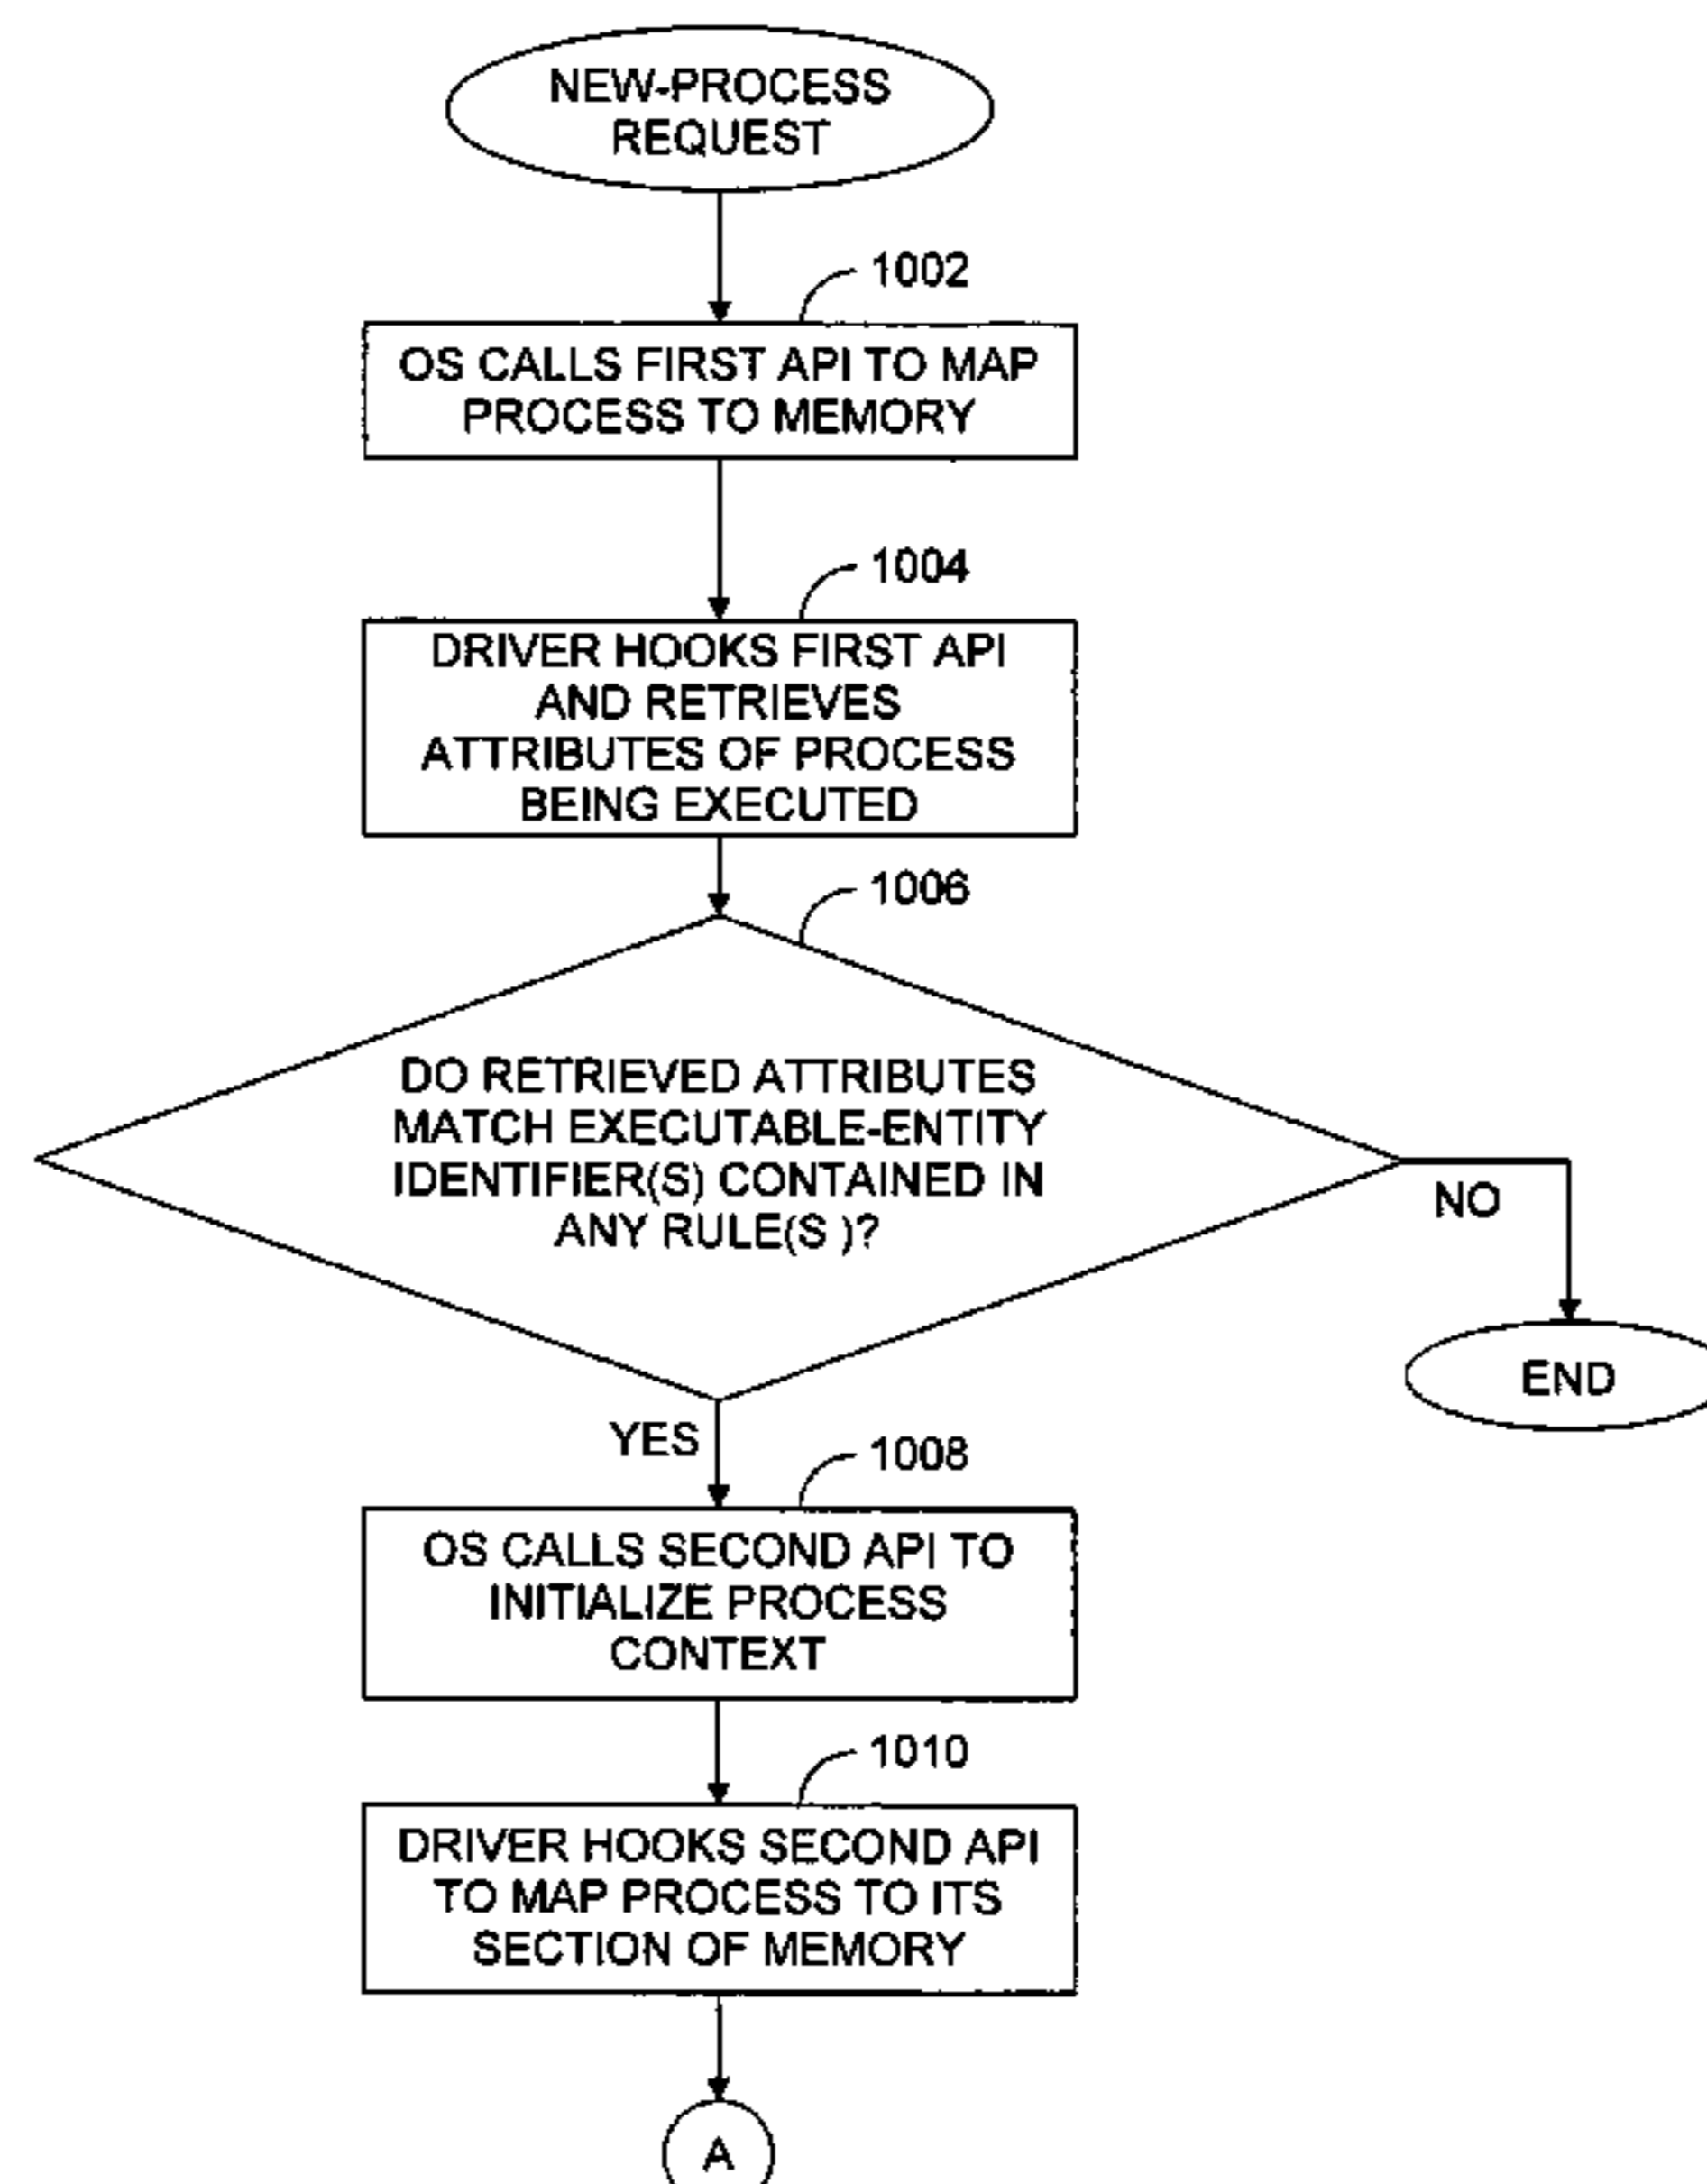 NEW-PROCESS
REQUEST
1002
OS CALLS FIRST API TO MAP
PROCESS TO MEMORY
1004
DRIVER HOOKS FIRST API
AND RETRIEVES
ATTRIBUTES OF PROCESS
BEING EXECUTED
1006
DO RETRIEVED ATTRIBUTES
MATCH EXECUTABLE-ENTITY
IDENTIFIER(S) CONTAINED IN
ANY RULE(S )?
NO
END
YES
1008
OS CALLS SECOND API TO
INITIALIZE PROCESS
CONTEXT
1010
DRIVER HOOKS SECOND API
TO MAP PROCESS TO ITS
SECTION OF MEMORY
A